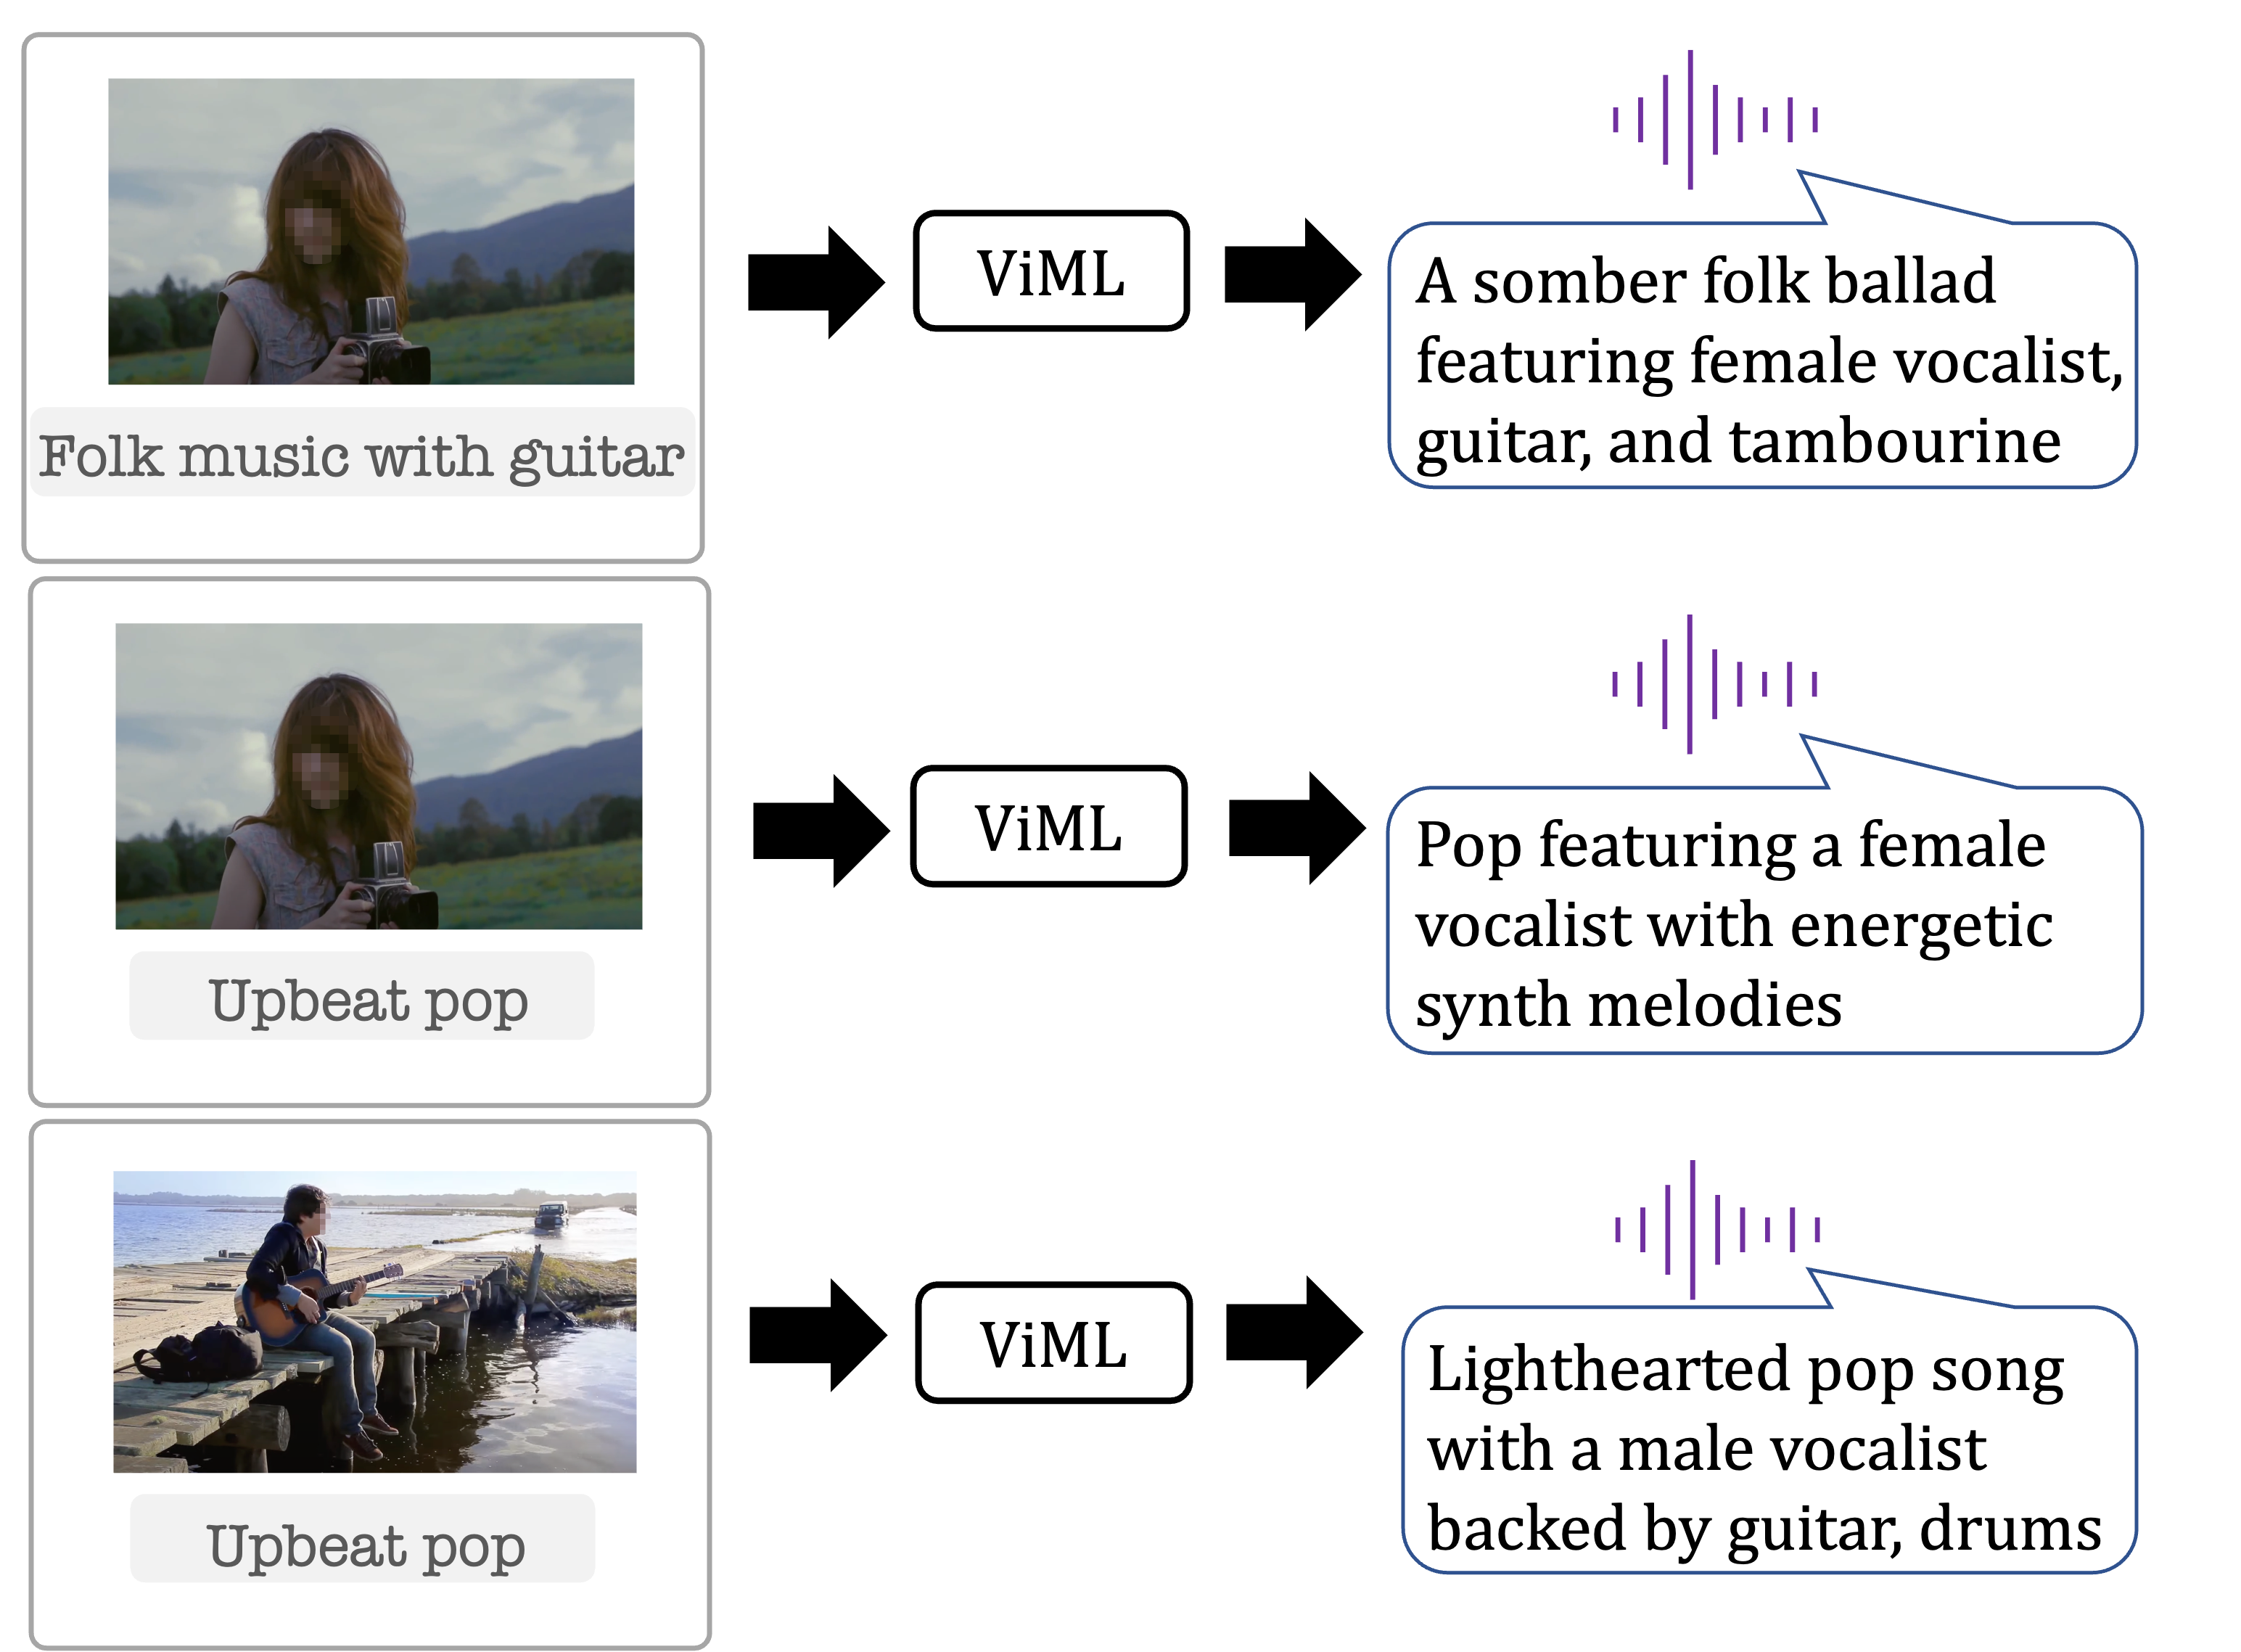 Folk music with guitar
ViML
A somber folk ballad
featuring female vocalist,
guitar, and tambourine
Upbeat pop
ViML
Pop featuring a female
vocalist with energetic
synth melodies
Upbeat pop
ViML
Lighthearted pop song
with a male vocalist
backed by guitar, drums